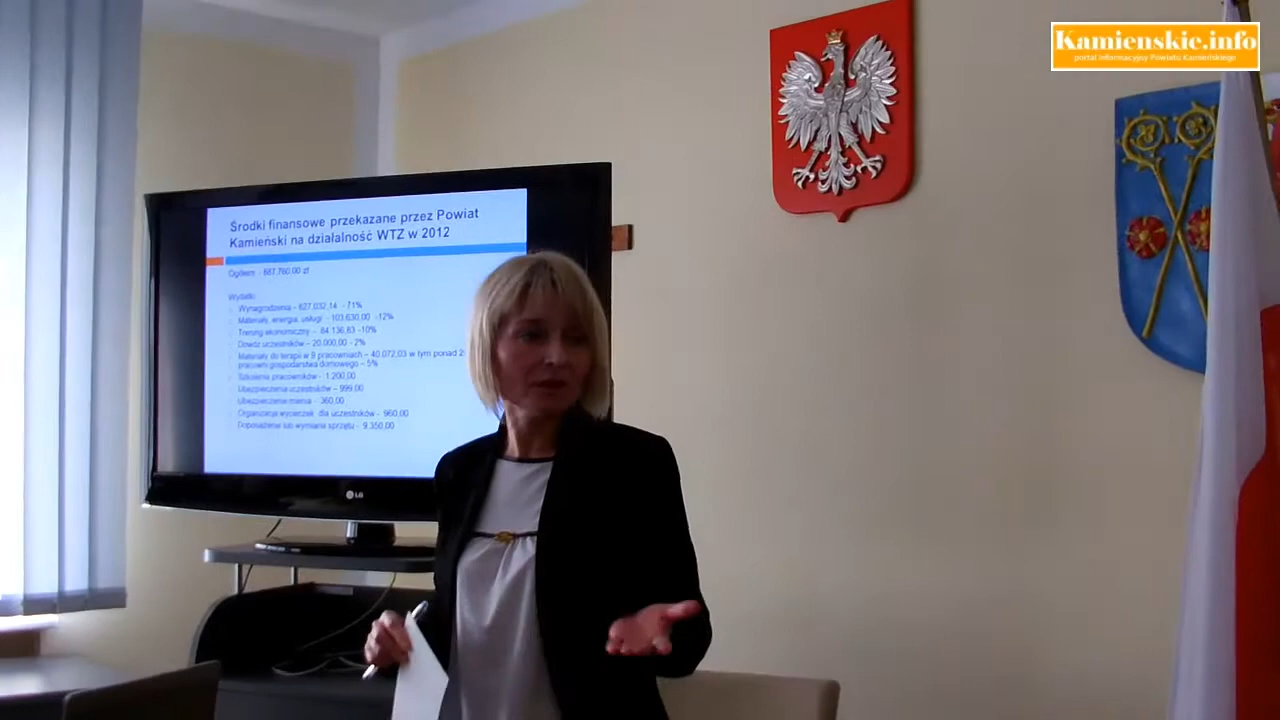 Kamienskie.info
portal informacyjny Powiatu Kamieńskiego
Środki finansowe przekazane przez Powiat
Kamieński na działalność WTZ w 2012
Ogółem - 887.760,00 zł
Wydatki:
Wynagrodzenia - 627.032,14 - 71%
Materiały, energia, usługi - 103.630,00 -12%
Trening ekonomiczny - 84.136,83 -10%
Dowóz uczestników – 20.000,00 - 2%
Materiały do terapii w 9 pracowniach – 40.072,03 w tym ponad
pracowni gospodarstwa domowego – 5%
Szkolenia pracowników - 1.200,00
Ubezpieczenia uczestników – 999,00
Ubezpieczenie mienia - 360,00
Organizacja wycieczek dla uczestników - 960,00
Doposażenie lub wymiana sprzętu - 9.350,00
LG